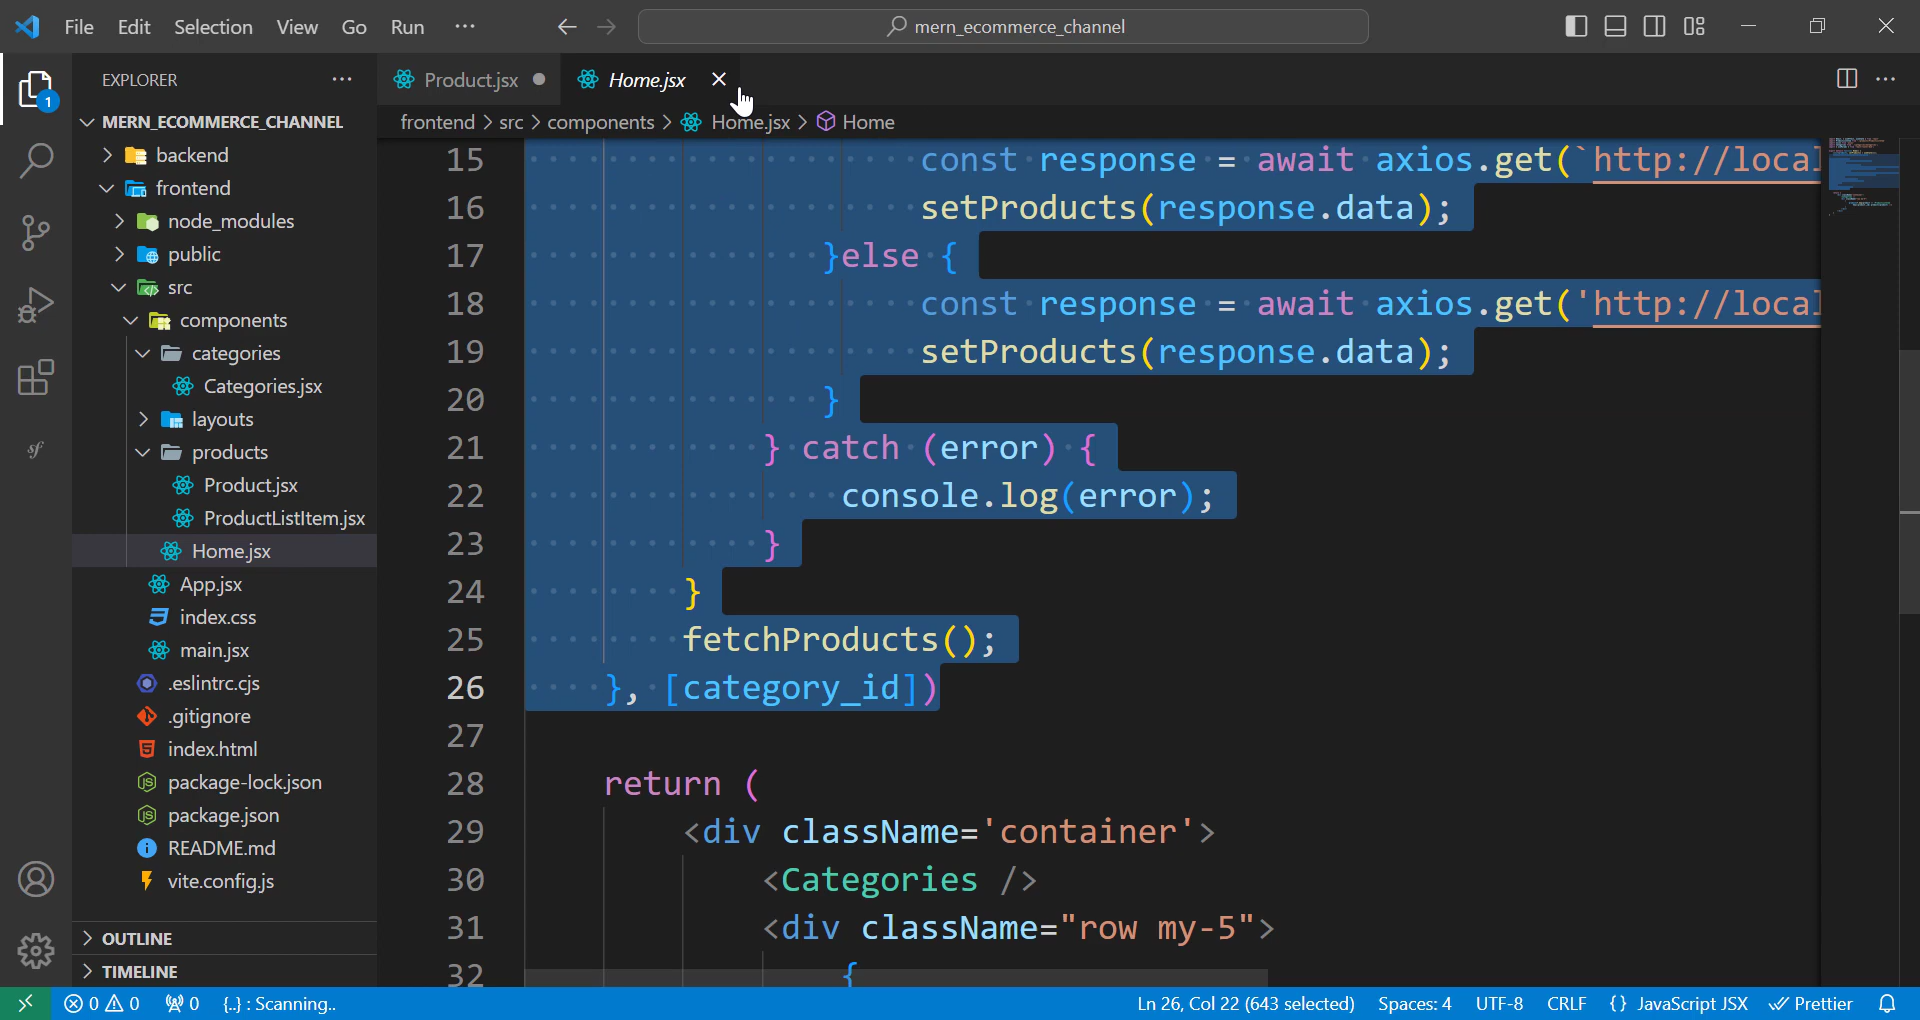 File Edit Selection View Go Run ···
mern_ecommerce_channel
EXPLORER
MERN_ECOMMERCE_CHANNEL
backend
frontend
node_modules
public
src
components
categories
Categories.jsx
layouts
products
Product.jsx
ProductListItem.jsx
Home.jsx
App.jsx
index.css
main.jsx
.eslintrc.cjs
.gitignore
index.html
package-lock.json
package.json
README.md
vite.config.js
OUTLINE
TIMELINE
1
sf
Product.jsx Home.jsx
frontend > src > components > Home.jsx > Home
15 const response = await axios.get(`http://local
16 setProducts(response.data);
17 }else {
18 const response = await axios.get('http://local
19 setProducts(response.data);
20 }
21 } catch (error) {
22 console.log(error);
23 }
24 }
25 fetchProducts();
26 }, [category_id])
27
28 return (
29 <div className='container'>
30 <Categories />
31 <div className="row my-5">
32 {
0 0 0 {..} : Scanning.. Ln 26, Col 22 (643 selected) Spaces: 4 UTF-8 CRLF {} JavaScript JSX Prettier